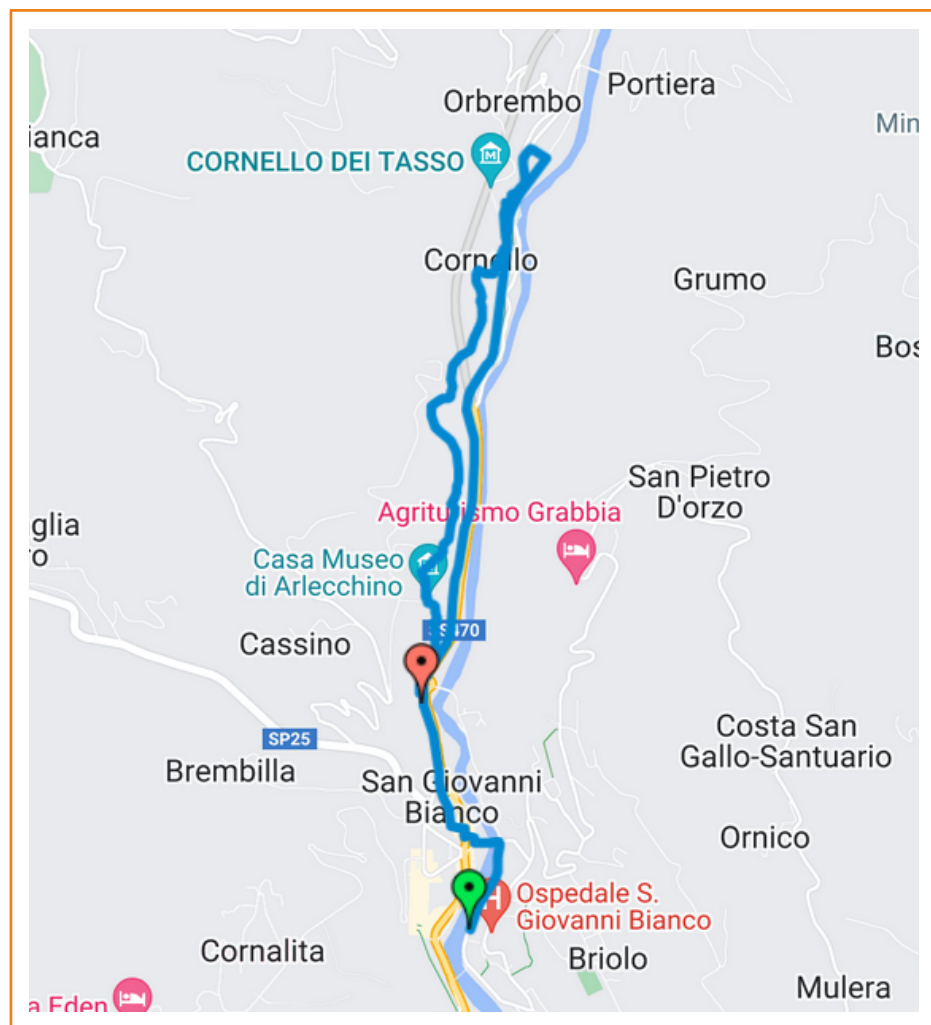 Portiera
Orbrembo
ianca
Min
CORNELLO DEI TASSO
Cornello
Grumo
Bos
San Pietro
D'orzo
Agriturismo Grabbia
glia
ro
Casa Museo
di Arlecchino
SS470
Cassino
SP25
Costa San
Gallo-Santuario
Brembilla
San Giovanni
Bianco
Ornico
H
Ospedale S.
Giovanni Bianco
Cornalita
Briolo
Mulera
a Eden